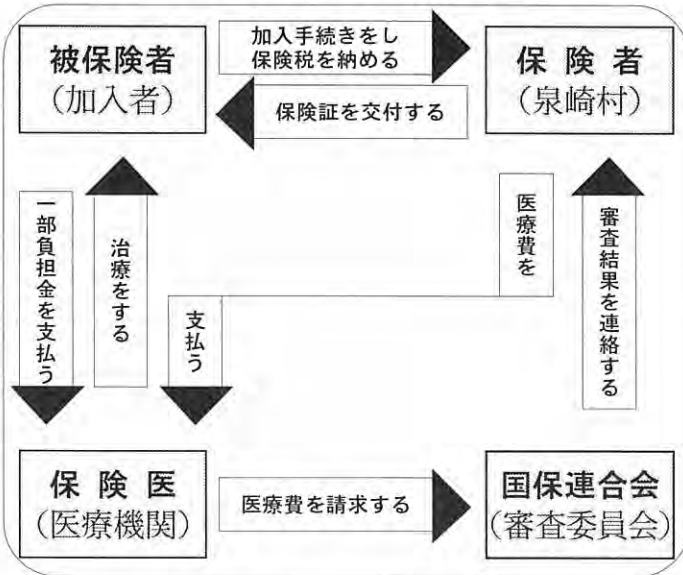 被保険者
(加入者)
加入手続きをし
保険税を納める
保険者
(泉崎村)
保険証を交付する
一部負担金を支払う
治療をする
医療費を
支払う
審査結果を連絡する
保険医
(医療機関)
医療費を請求する
国保連合会
(審査委員会)